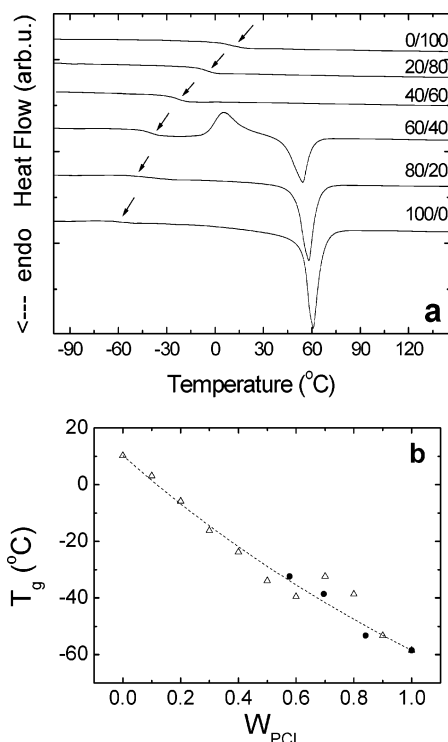 Heat Flow (arb.u.)
<--- endo
0/100
20/80
40/60
60/40
80/20
100/0
a
-90 -60 -30 0 30 60 90 120
Temperature (°C)
b
T_g (°C)
20
0
-20
-40
-60
0.0 0.2 0.4 0.6 0.8 1.0
W_PCL